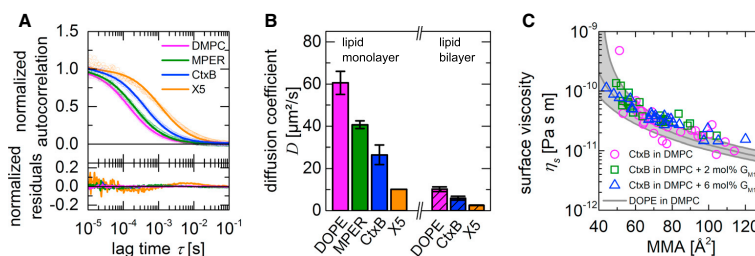 A
normalized autocorrelation
1.5
1.0
0.5
0.0
DMPC
MPER
CtxB
X5
normalized residuals
0.2
0.0
-0.2
10⁻⁵ 10⁻⁴ 10⁻³ 10⁻² 10⁻¹
lag time τ [s]
B
diffusion coefficient
D [µm²/s]
80
60
40
20
0
lipid monolayer
lipid bilayer
DOPE
MPER
CtxB
X5
DOPE
CtxB
X5
C
surface viscosity
ηs [Pa s m]
10⁻⁹
10⁻¹⁰
10⁻¹¹
10⁻¹²
CtxB in DMPC
CtxB in DMPC + 2 mol% GM1
CtxB in DMPC + 6 mol% GM1
DOPE in DMPC
40 60 80 100 120
MMA [Å²]